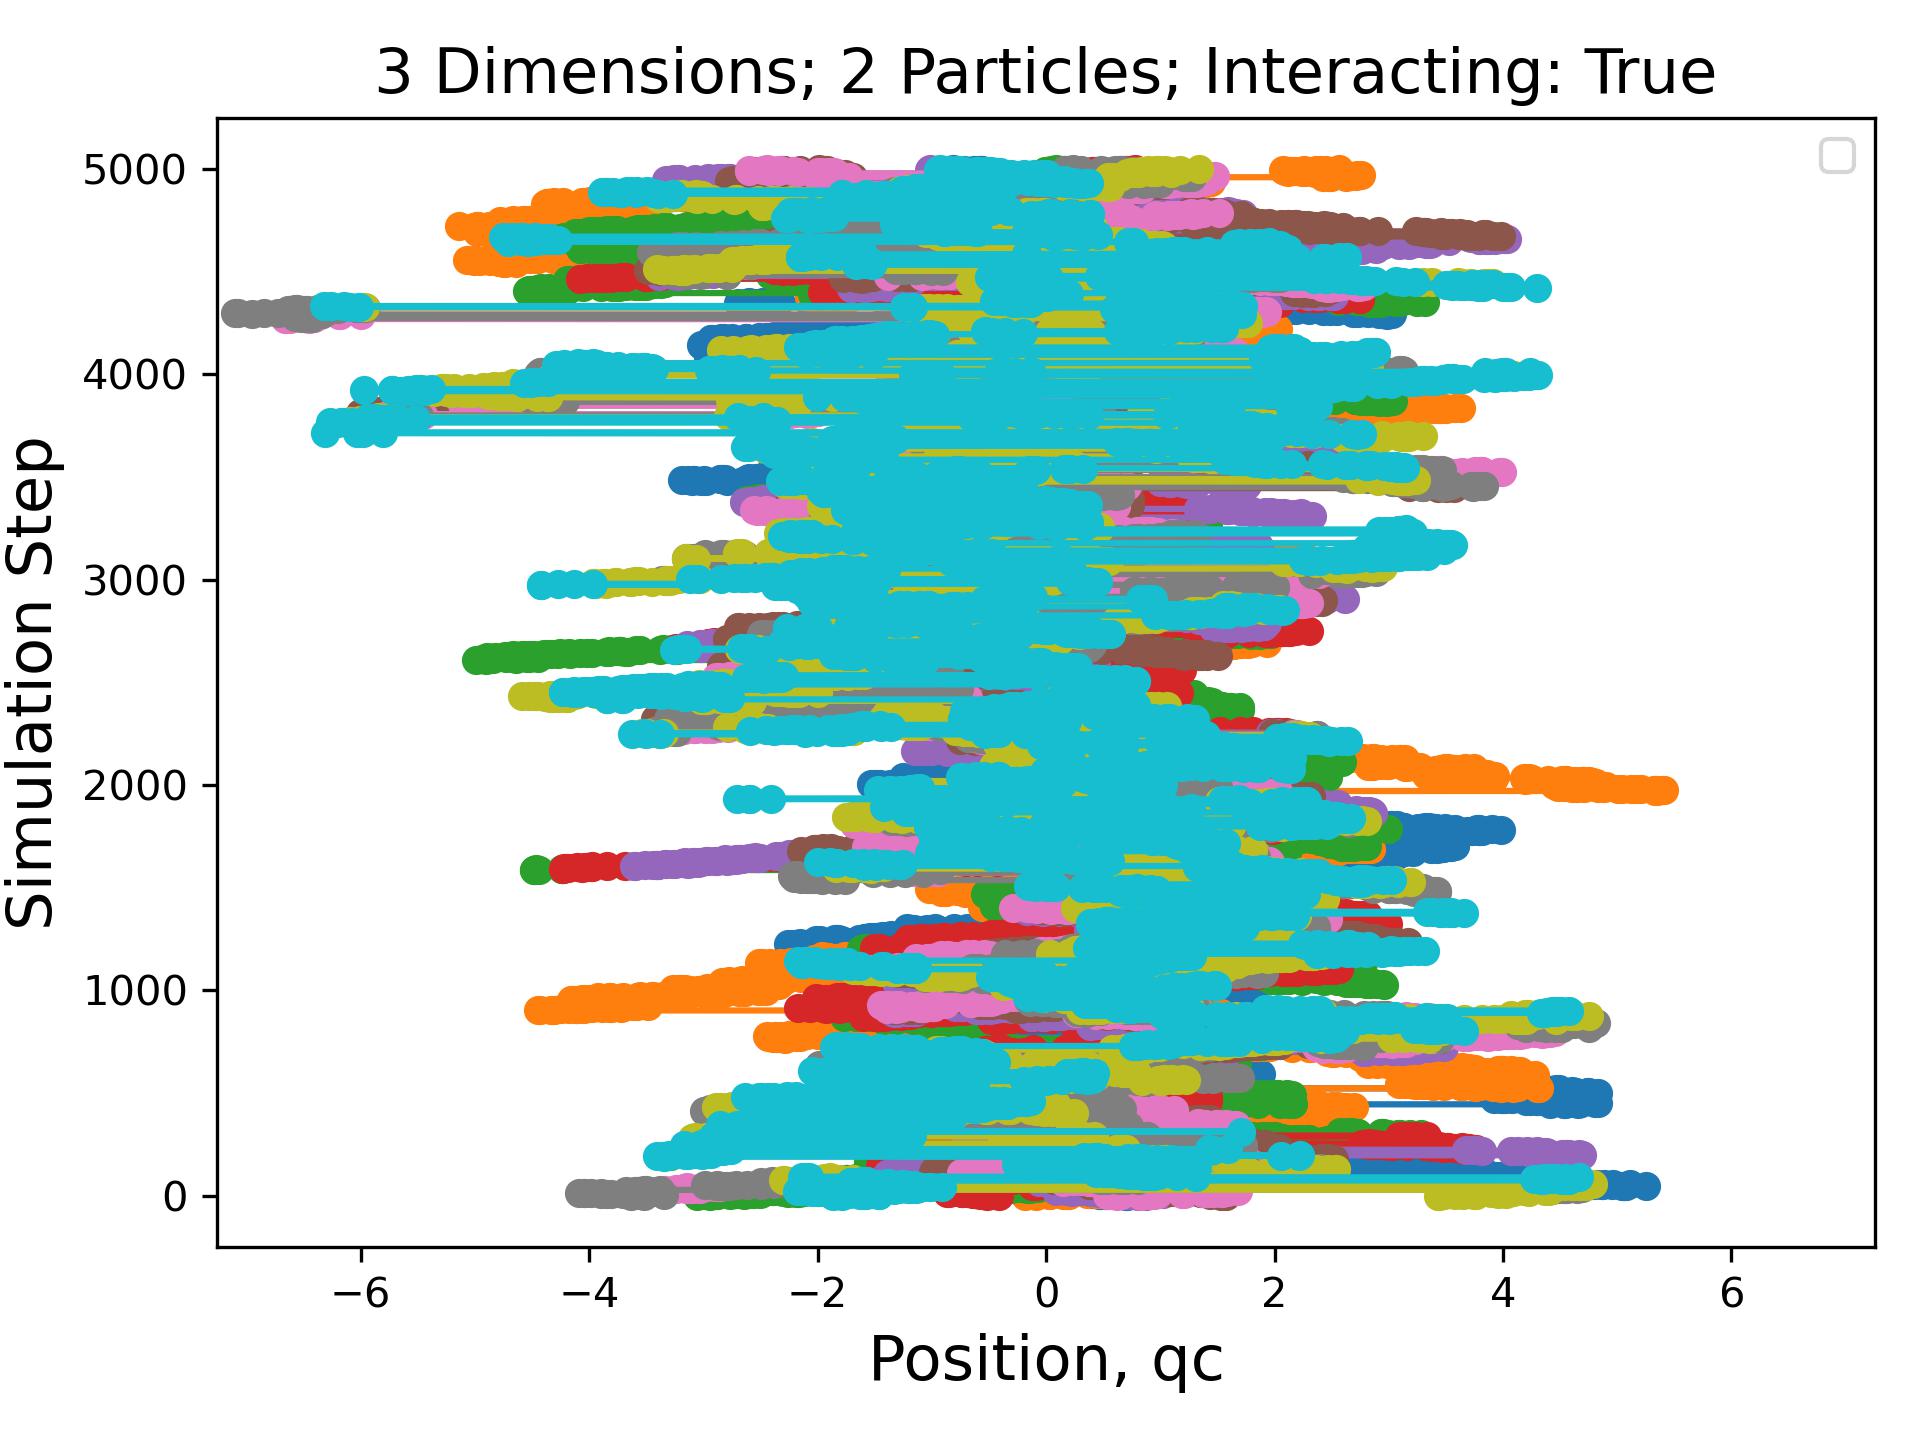 3 Dimensions; 2 Particles; Interacting: True
5000
4000
3000
2000
1000
0
Simulation Step
−6 −4 −2 0 2 4 6
Position, qc